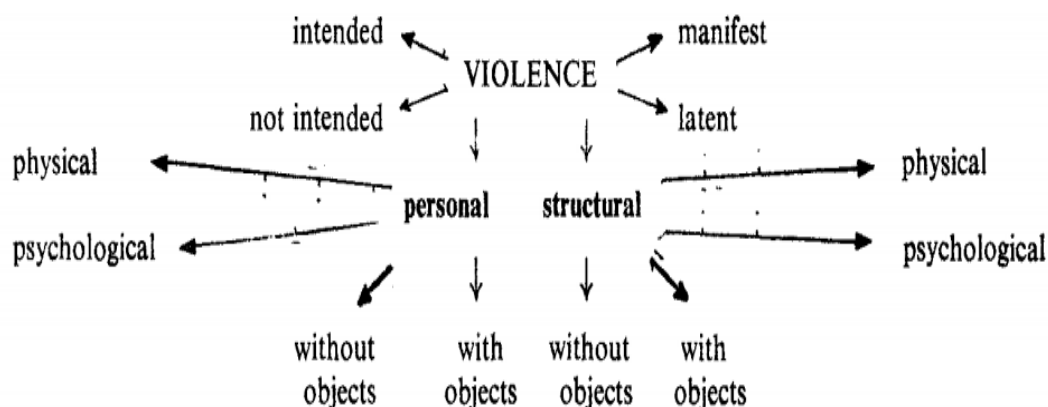 intended
manifest
VIOLENCE
not intended
latent
physical
physical
personal
structural
psychological
psychological
without with without with
objects objects objects objects